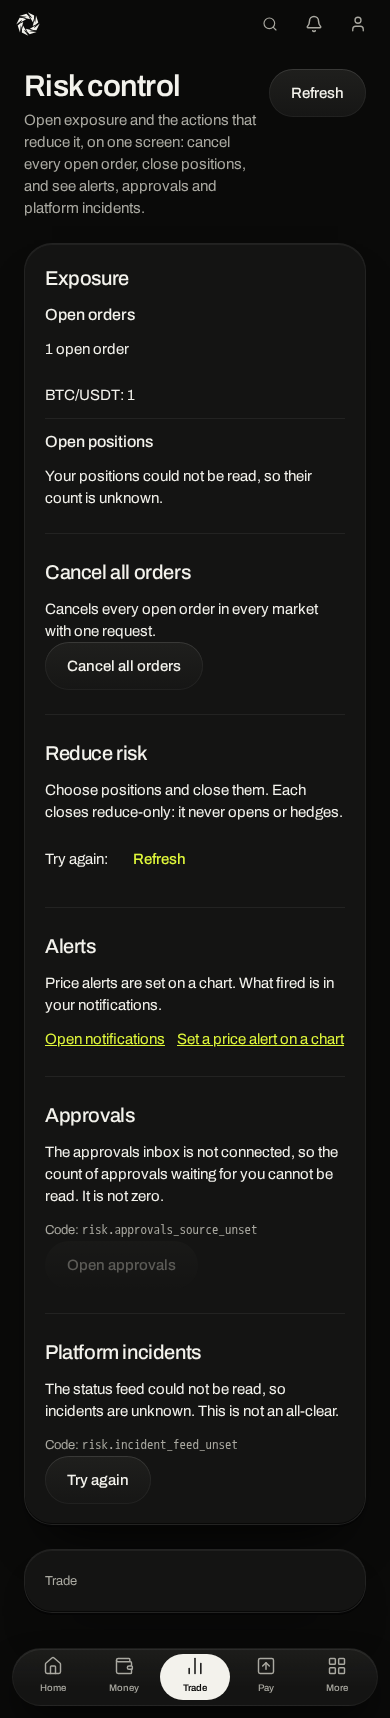 Risk control
Refresh
Open exposure and the actions that
reduce it, on one screen: cancel
every open order, close positions,
and see alerts, approvals and
platform incidents.
Exposure
Open orders
1 open order
BTC/USDT: 1
Open positions
Your positions could not be read, so their
count is unknown.
Cancel all orders
Cancels every open order in every market
with one request.
Cancel all orders
Reduce risk
Choose positions and close them. Each
closes reduce-only: it never opens or hedges.
Try again: Refresh
Alerts
Price alerts are set on a chart. What fired is in
your notifications.
Open notifications Set a price alert on a chart
Approvals
The approvals inbox is not connected, so the
count of approvals waiting for you cannot be
read. It is not zero.
Code: risk.approvals_source_unset
Open approvals
Platform incidents
The status feed could not be read, so
incidents are unknown. This is not an all-clear.
Code: risk.incident_feed_unset
Try again
Trade
Home Money Trade Pay More